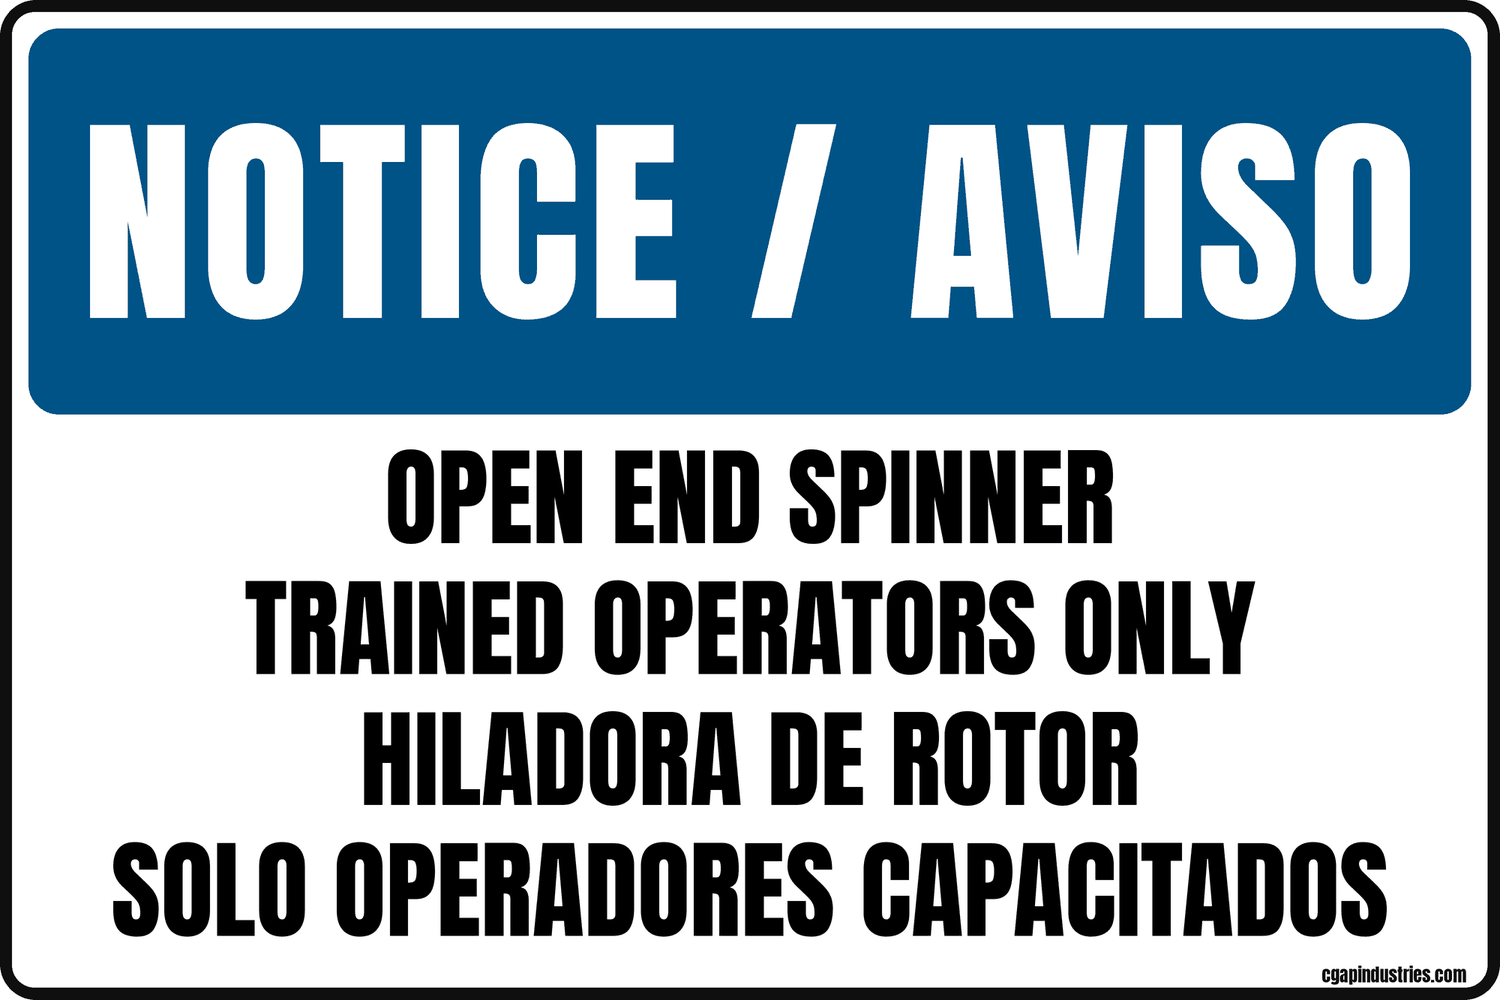 NOTICE / AVISO
OPEN END SPINNER
TRAINED OPERATORS ONLY
HILADORA DE ROTOR
SOLO OPERADORES CAPACITADOS
cgapindustries.com